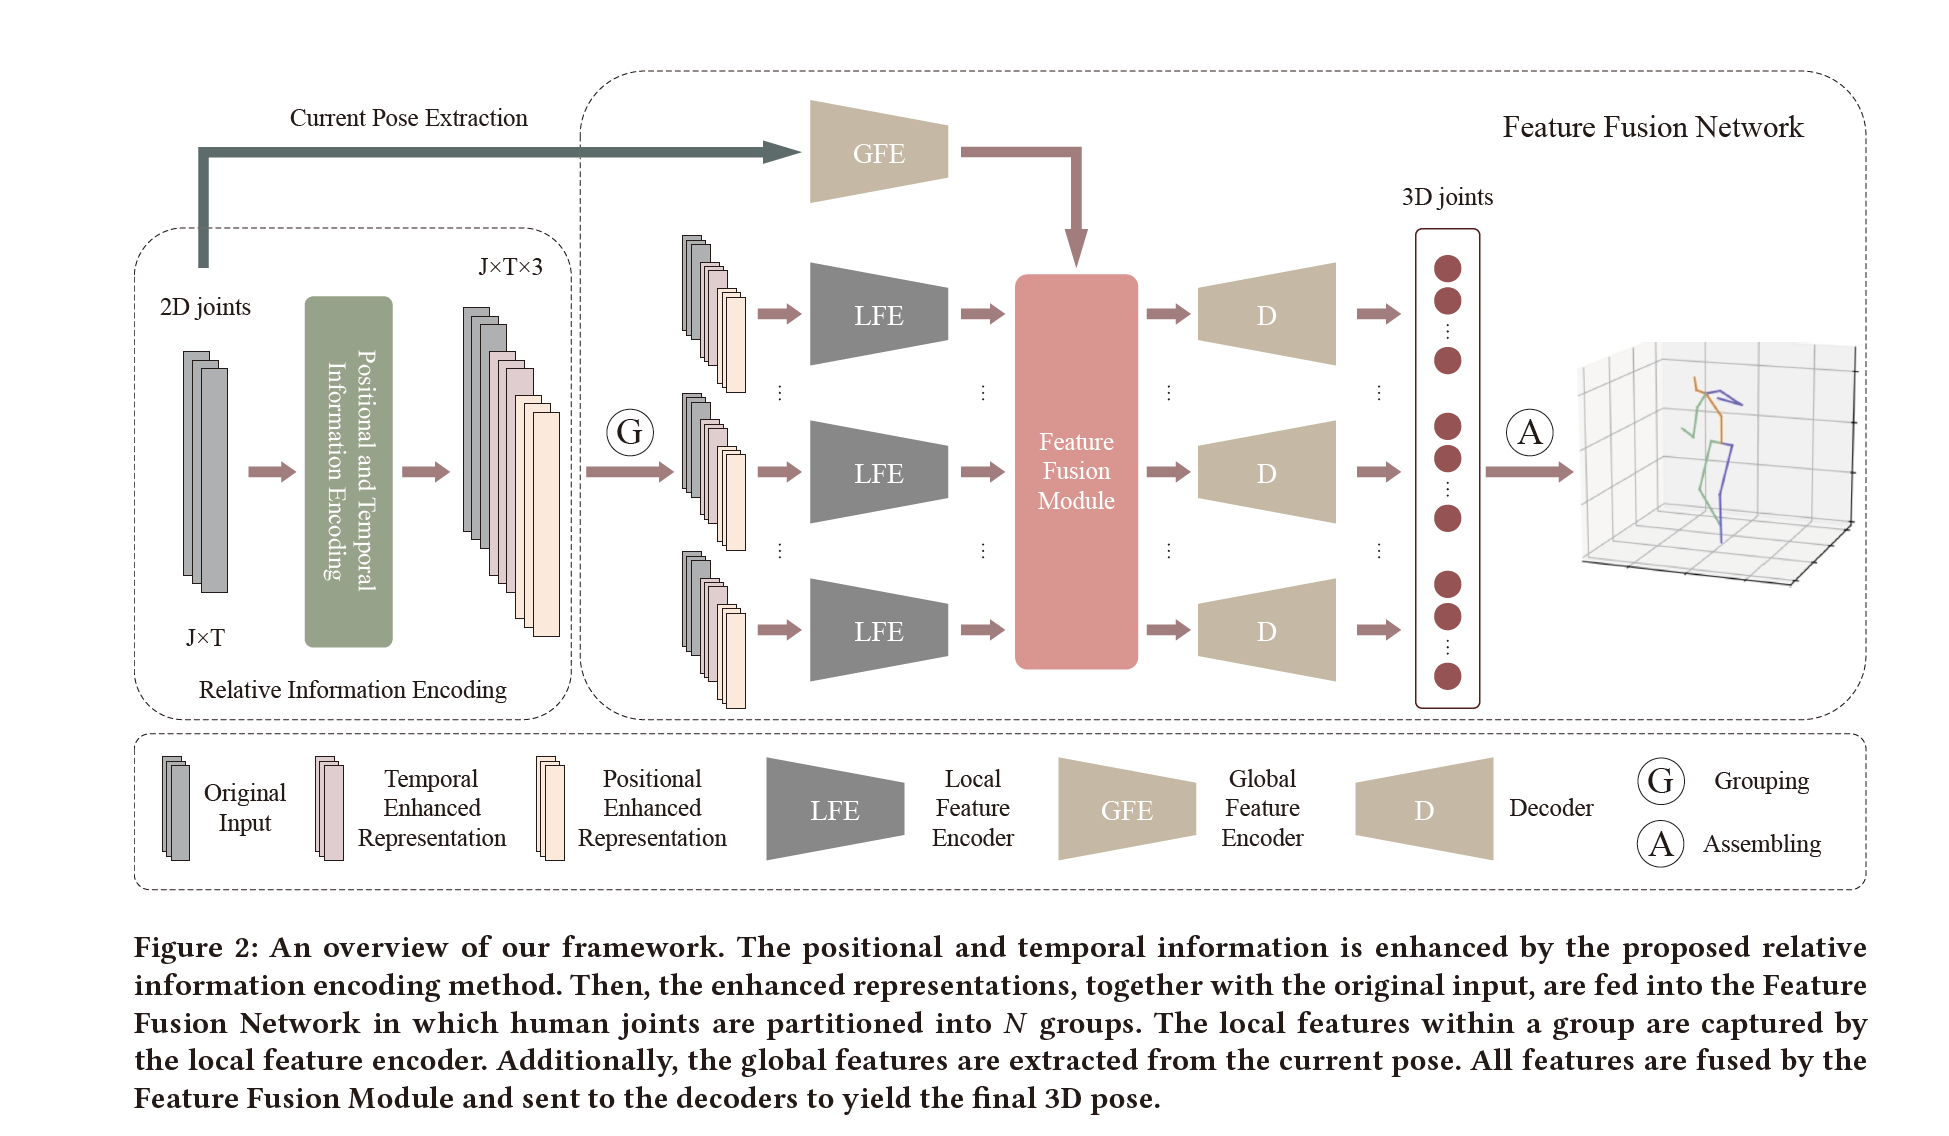 Current Pose Extraction
GFE
Feature Fusion Network
3D joints
J×T×3
2D joints
Positional and Temporal
Information Encoding
J×T
Relative Information Encoding
G
LFE
LFE
LFE
Feature
Fusion
Module
D
D
D
A
Original
Input
Temporal
Enhanced
Representation
Positional
Enhanced
Representation
LFE
Local
Feature
Encoder
GFE
Global
Feature
Encoder
D
Decoder
G
Grouping
A
Assembling
Figure 2: An overview of our framework. The positional and temporal information is enhanced by the proposed relative
information encoding method. Then, the enhanced representations, together with the original input, are fed into the Feature
Fusion Network in which human joints are partitioned into N groups. The local features within a group are captured by
the local feature encoder. Additionally, the global features are extracted from the current pose. All features are fused by the
Feature Fusion Module and sent to the decoders to yield the final 3D pose.